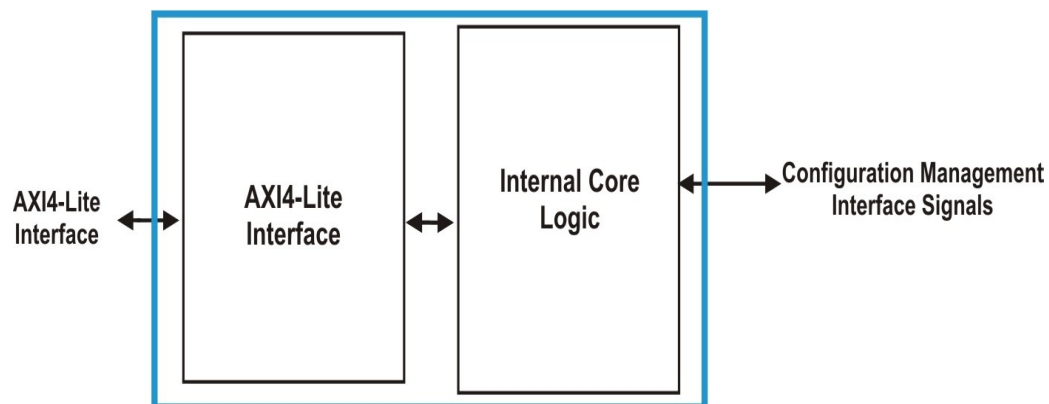 AXI4-Lite
Interface
AXI4-Lite
Interface
Internal Core
Logic
Configuration Management
Interface Signals